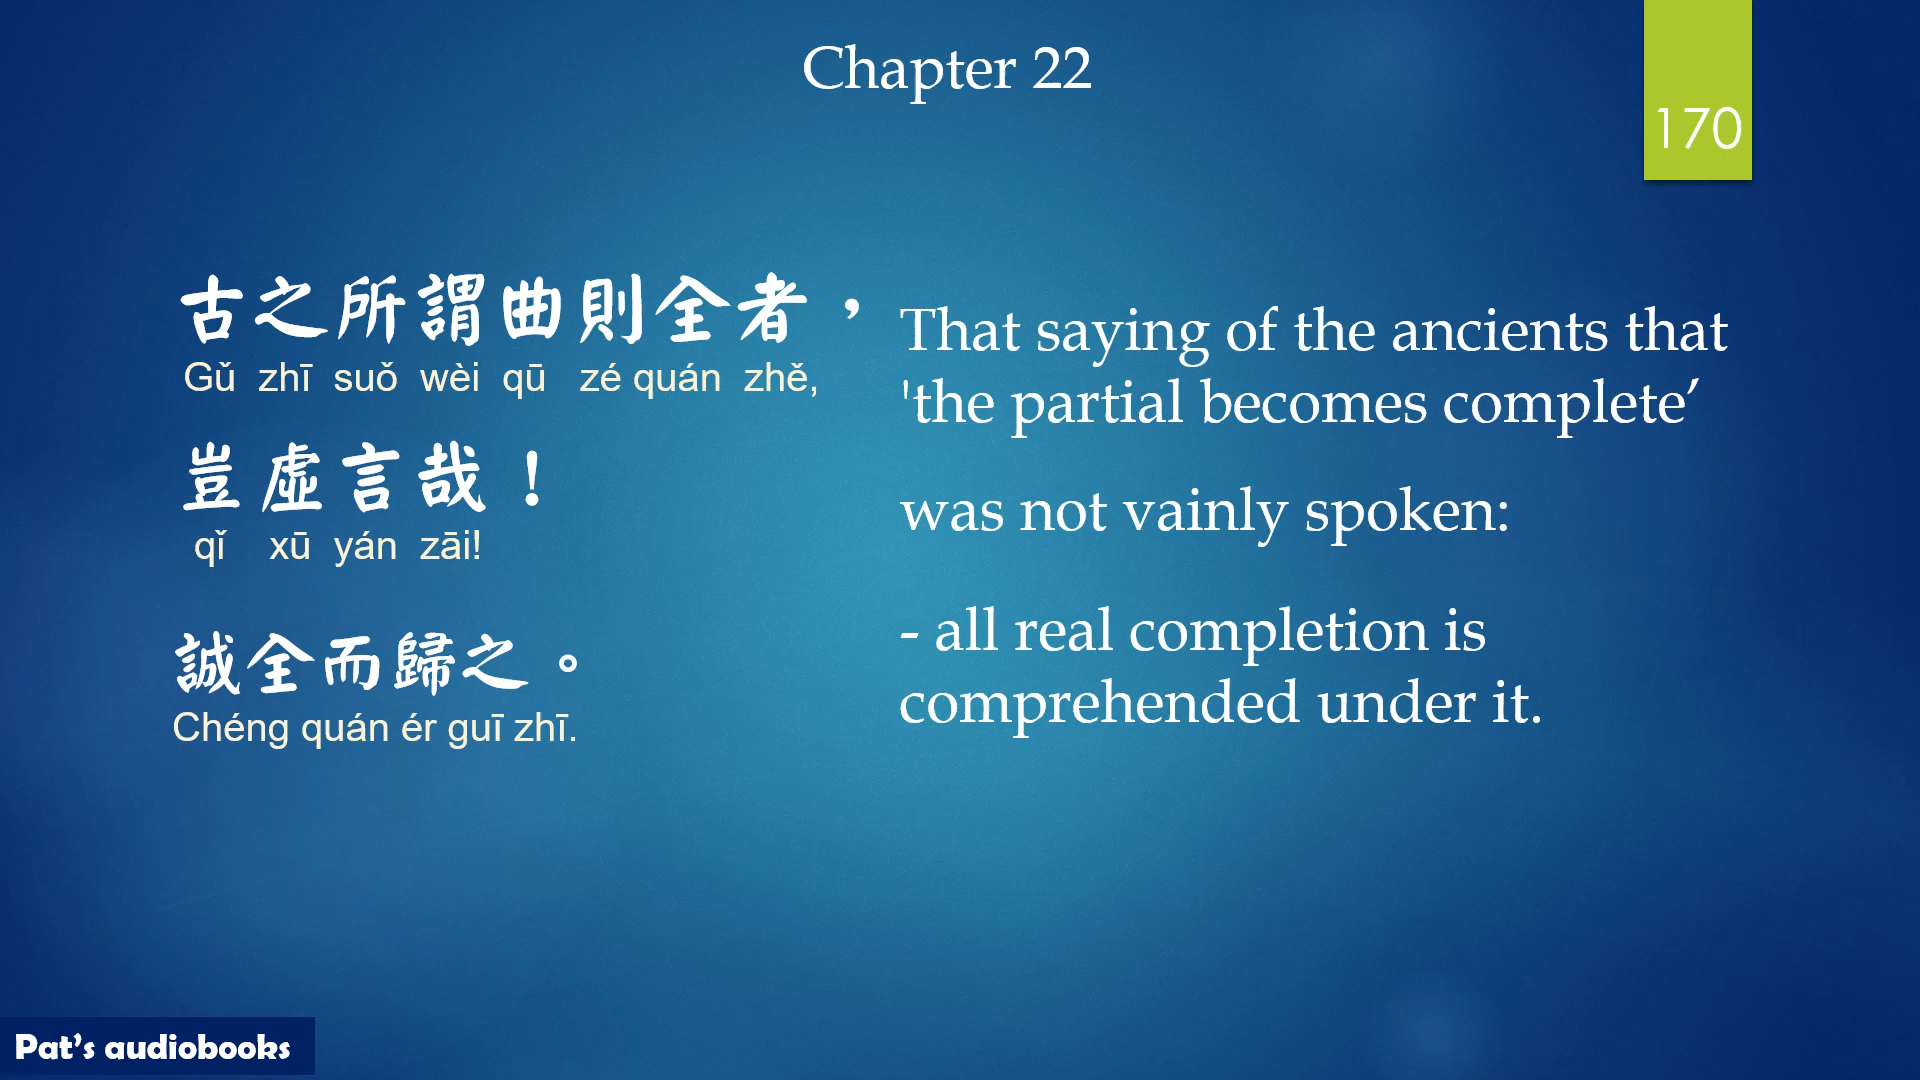 Chapter 22
170
古之所謂曲則全者，
Gǔ zhī suǒ wèi qū zé quán zhě,
豈虛言哉！
qǐ xū yán zāi!
誠全而歸之。
Chéng quán ér guī zhī.
That saying of the ancients that
'the partial becomes complete’
was not vainly spoken:
- all real completion is
comprehended under it.
Pat’s audiobooks